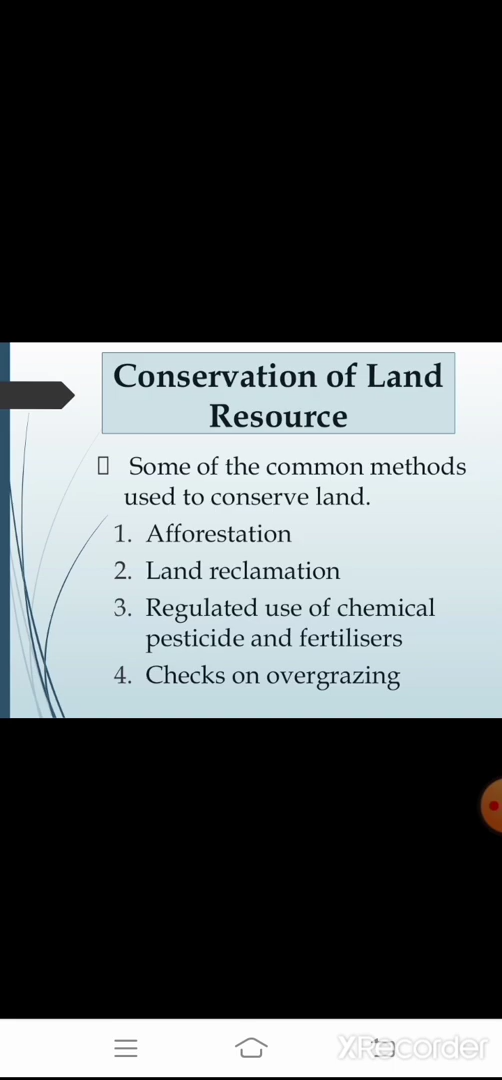 Conservation of Land
Resource
Some of the common methods
used to conserve land.
1. Afforestation
2. Land reclamation
3. Regulated use of chemical
pesticide and fertilisers
4. Checks on overgrazing
XRecorder